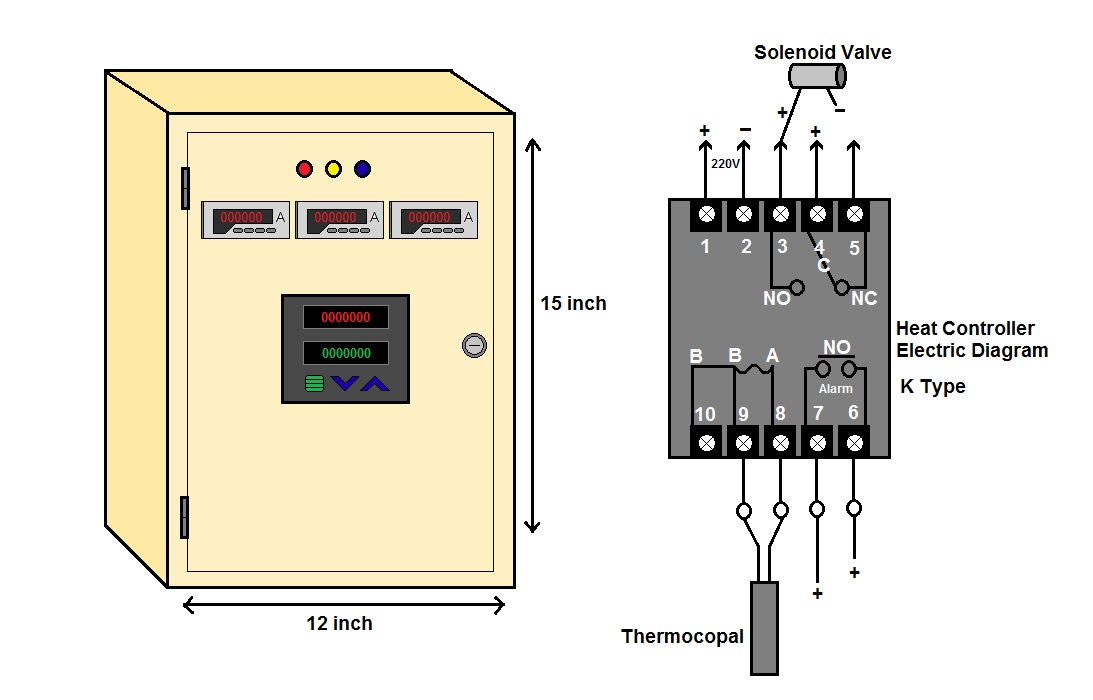 000000 A
000000 A
000000 A
0000000
0000000
15 inch
12 inch
Solenoid Valve
+
−
+
−
+
220V
1
2
3
4
5
C
NO
NC
Heat Controller
Electric Diagram
K Type
B
B
A
NO
Alarm
10
9
8
7
6
+
+
Thermocopal